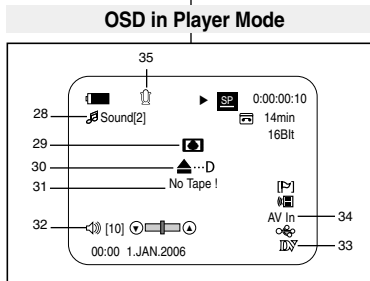 OSD in Player Mode
35
SP 0:00:00:10
28 Sound[2] 14min
16BIt
29
30 ...D
31 No Tape !
32 [10]
AV In 34
33
00:00 1.JAN.2006